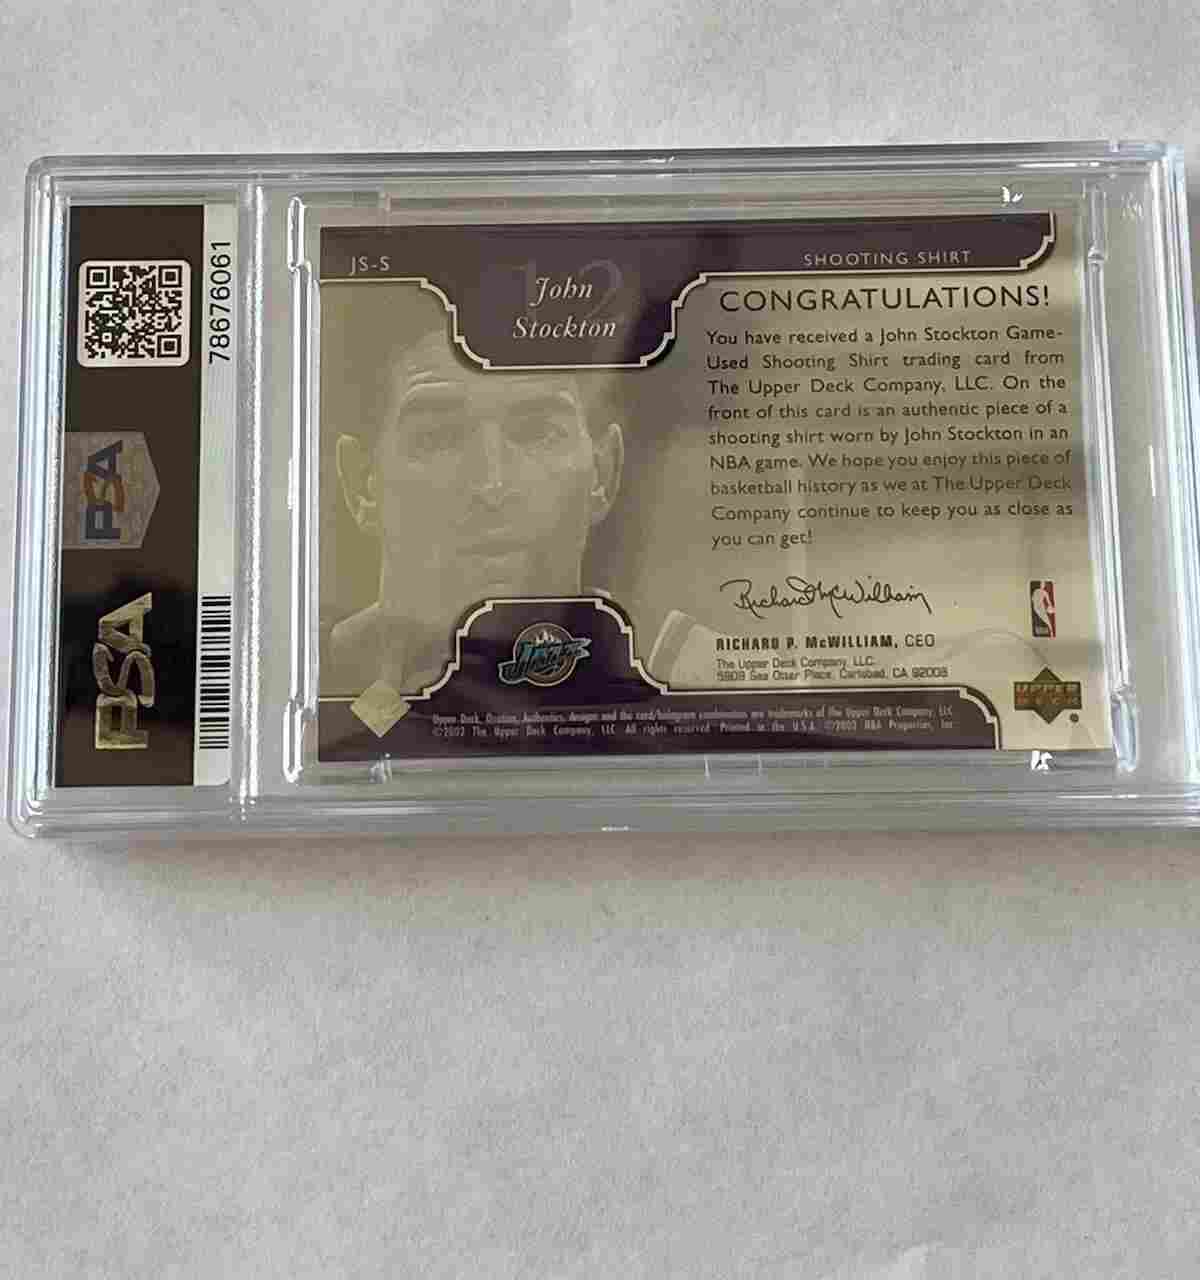 78676061
PSA
PSA
JS-S
SHOOTING SHIRT
12
John
Stockton
CONGRATULATIONS!
You have received a John Stockton Game-
Used Shooting Shirt trading card from
The Upper Deck Company, LLC. On the
front of this card is an authentic piece of a
shooting shirt worn by John Stockton in an
NBA game. We hope you enjoy this piece of
basketball history as we at The Upper Deck
Company continue to keep you as close as
you can get!
Richard McWilliam
RICHARD P. McWILLIAM, CEO
The Upper Deck Company, LLC.
5909 Sea Otter Place, Carlsbad, CA 92008
UPPER
DECK
Upper Deck, Ovation, Authentics, designs and the card/hologram combination are trademarks of the Upper Deck Company, LLC
©2002 The Upper Deck Company, LLC All rights reserved Printed in the U.S.A. ©2002 NBA Properties, Inc